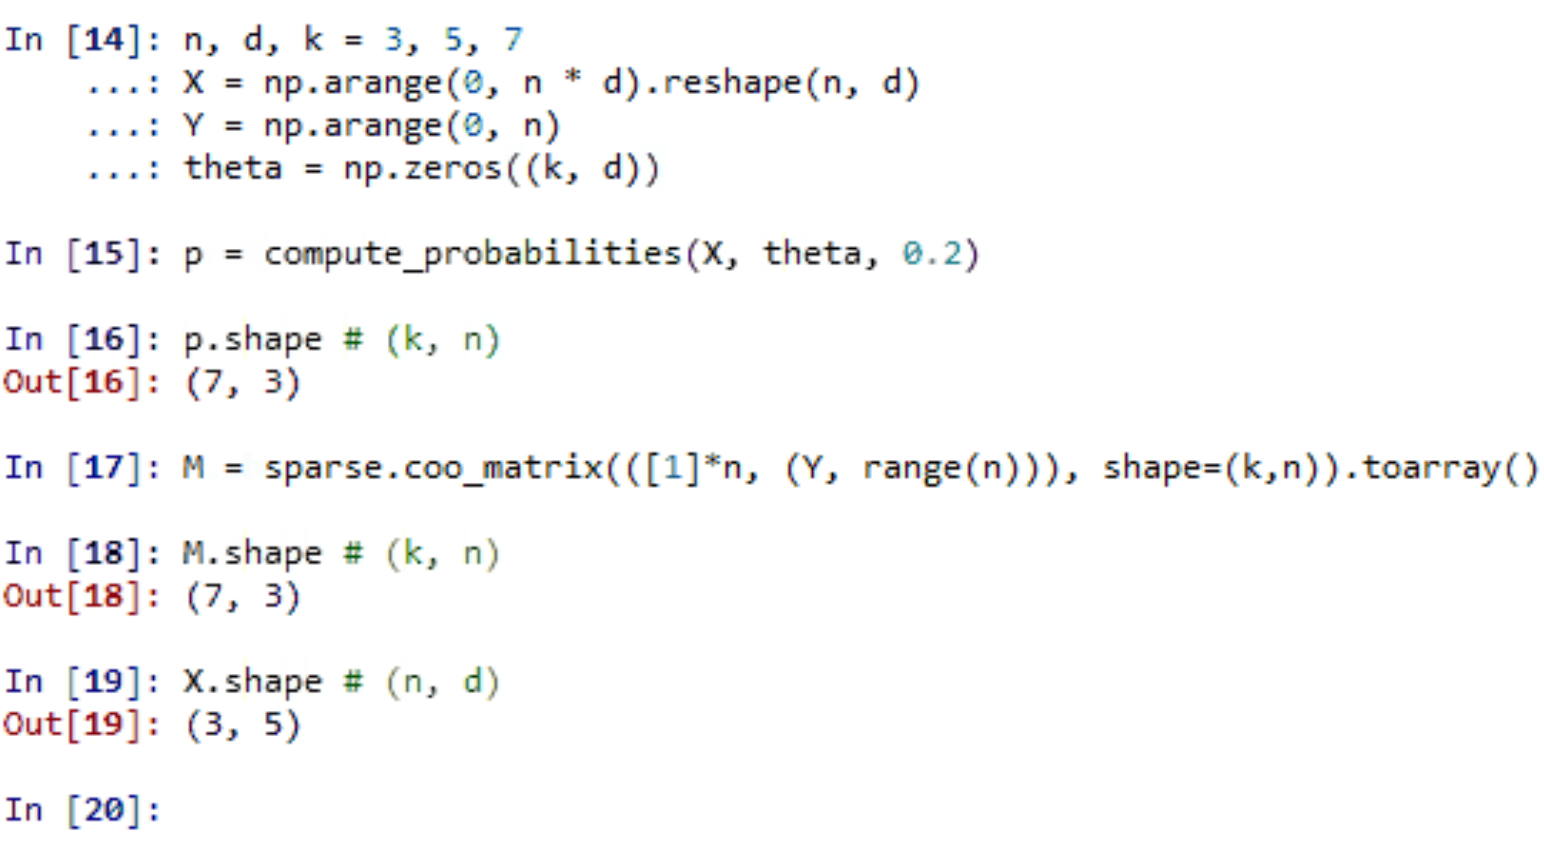 In [14]: n, d, k = 3, 5, 7
...: X = np.arange(0, n * d).reshape(n, d)
...: Y = np.arange(0, n)
...: theta = np.zeros((k, d))
In [15]: p = compute_probabilities(X, theta, 0.2)
In [16]: p.shape # (k, n)
Out[16]: (7, 3)
In [17]: M = sparse.coo_matrix(([1]*n, (Y, range(n))), shape=(k,n)).toarray()
In [18]: M.shape # (k, n)
Out[18]: (7, 3)
In [19]: X.shape # (n, d)
Out[19]: (3, 5)
In [20]: